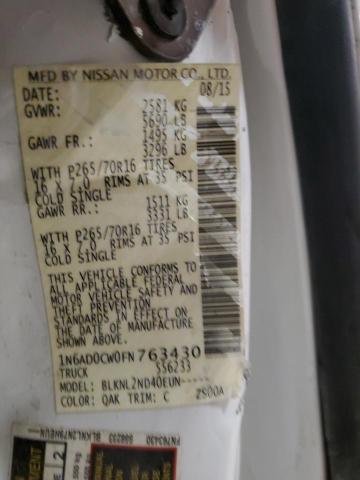 MFD BY NISSAN MOTOR CO., LTD.
DATE: 08/15
GVWR: 2581 KG
5690 LB
GAWR FR.: 1495 KG
3296 LB
WITH P265/70R16 TIRES
16 X 7.0 RIMS AT 35 PSI
COLD SINGLE
GAWR RR.: 1511 KG
3331 LB
WITH P265/70R16 TIRES
16 X 7.0 RIMS AT 35 PSI
COLD SINGLE
THIS VEHICLE CONFORMS TO
ALL APPLICABLE FEDERAL
MOTOR VEHICLE SAFETY AND
THEFT PREVENTION
STANDARDS IN EFFECT ON
THE DATE OF MANUFACTURE
SHOWN ABOVE.
1N6AD0CW0FN763430
TRUCK 556233
MODEL: BLKNL2ND40EUN-----
COLOR: QAK TRIM: C 2S00A
2
FN763430
556233